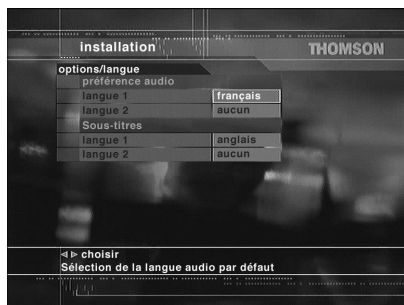 installation
THOMSON
options/langue
préférence audio
langue 1 français
langue 2 aucun
Sous-titres
langue 1 anglais
langue 2 aucun
◁ ▷ choisir
Sélection de la langue audio par défaut